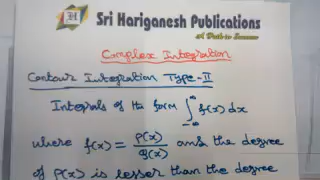 Sri Hariganesh Publications
A Path to Success
Complex Integration
Contour Integration Type-II
Integrals of the form ∫_{-∞}^{∞} f(x) dx
where f(x) = P(x)/Q(x) and the degree
of P(x) is lesser than the degree